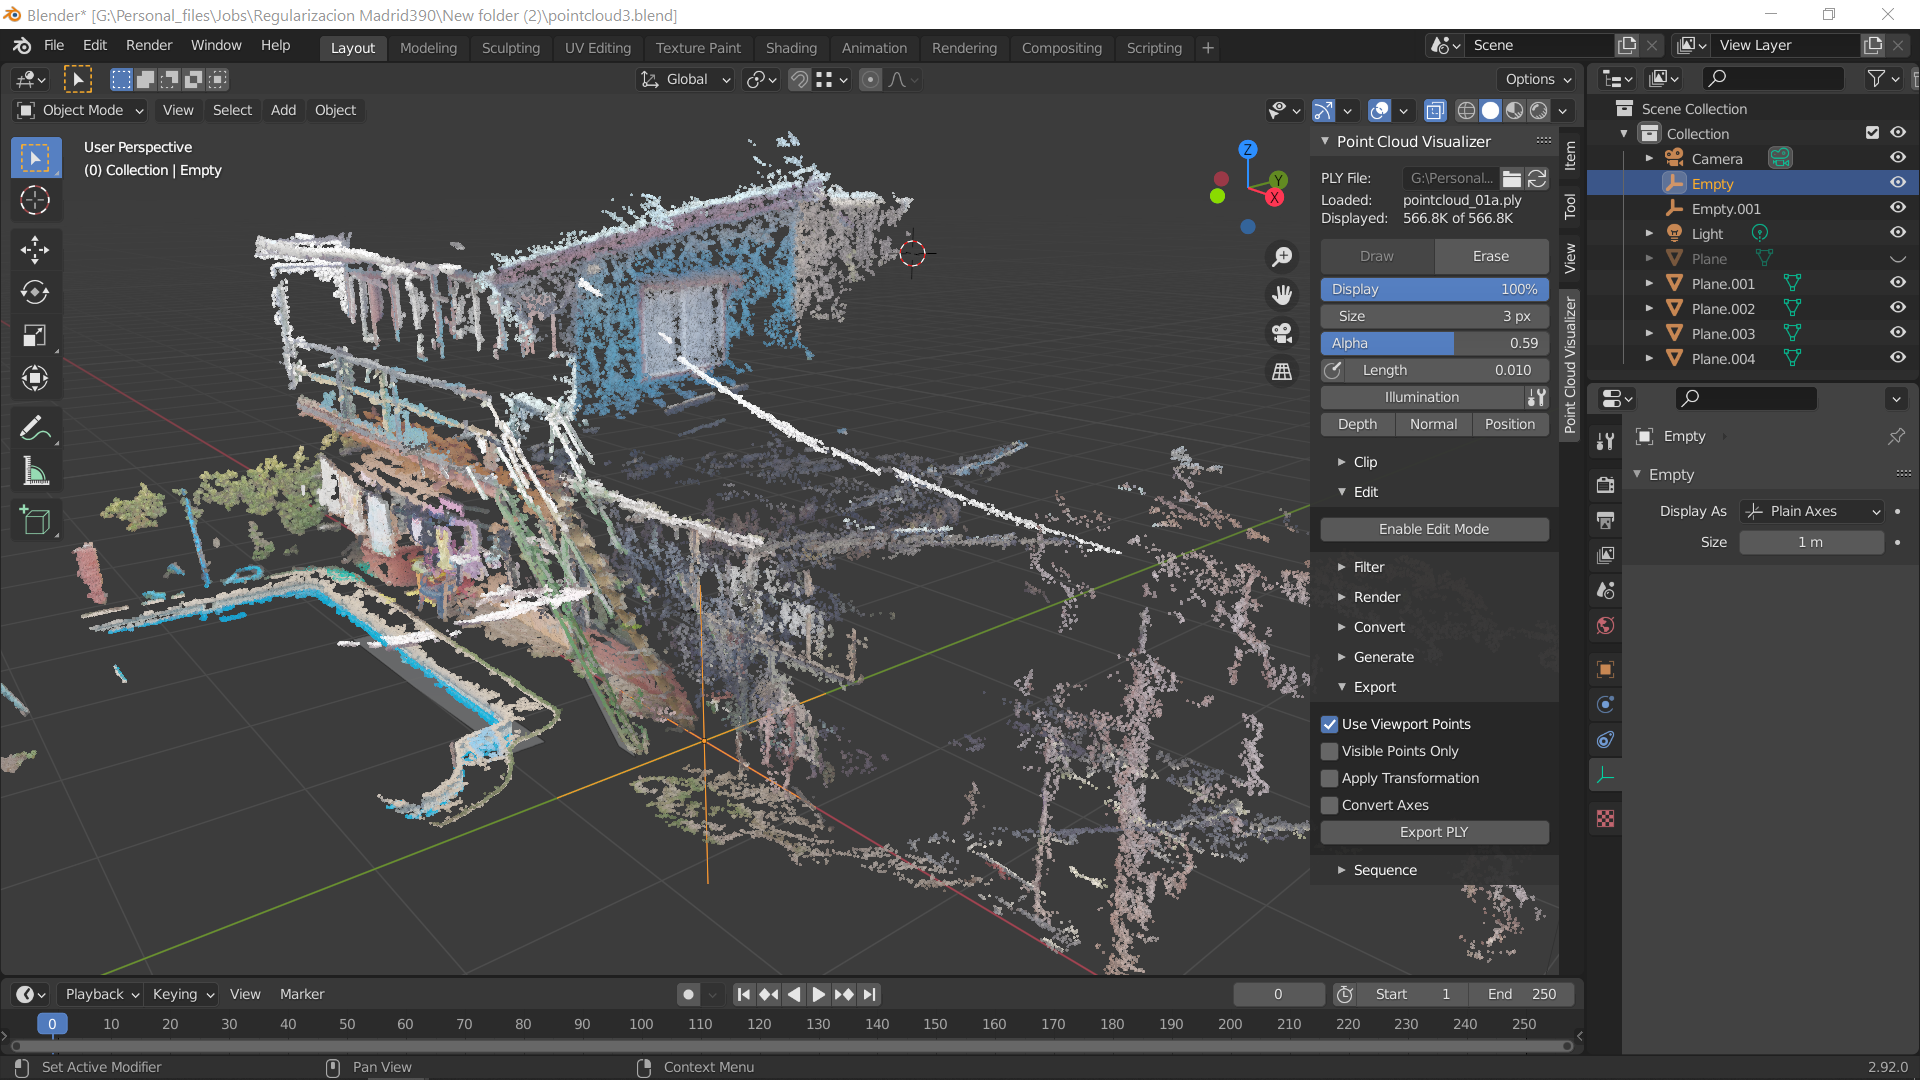 Blender* [G:\Personal_files\Jobs\Regularizacion Madrid390\New folder (2)\pointcloud3.blend]
File Edit Render Window Help
Layout Modeling Sculpting UV Editing Texture Paint Shading Animation Rendering Compositing Scripting +
Scene
View Layer
Global
Options
Object Mode View Select Add Object
User Perspective
(0) Collection | Empty
Z
Y
X
Point Cloud Visualizer
PLY File: G:\Personal...
Loaded: pointcloud_01a.ply
Displayed: 566.8K of 566.8K
Draw Erase
Display 100%
Size 3 px
Alpha 0.59
Length 0.010
Illumination
Depth Normal Position
Clip
Edit
Enable Edit Mode
Filter
Render
Convert
Generate
Export
Use Viewport Points
Visible Points Only
Apply Transformation
Convert Axes
Export PLY
Sequence
Item
Tool
View
Point Cloud Visualizer
Scene Collection
Collection
Camera
Empty
Empty.001
Light
Plane
Plane.001
Plane.002
Plane.003
Plane.004
Empty
Empty
Display As Plain Axes
Size 1 m
Playback Keying View Marker
0 Start 1 End 250
0 10 20 30 40 50 60 70 80 90 100 110 120 130 140 150 160 170 180 190 200 210 220 230 240 250
Set Active Modifier Pan View Context Menu 2.92.0